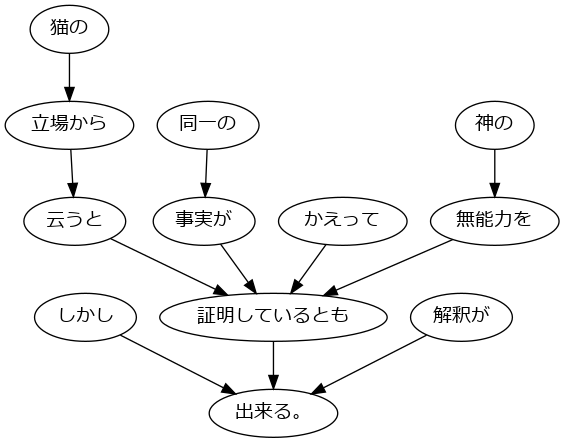 猫の
立場から 同一の 神の
云うと 事実が かえって 無能力を
しかし 証明しているとも 解釈が
出来る。